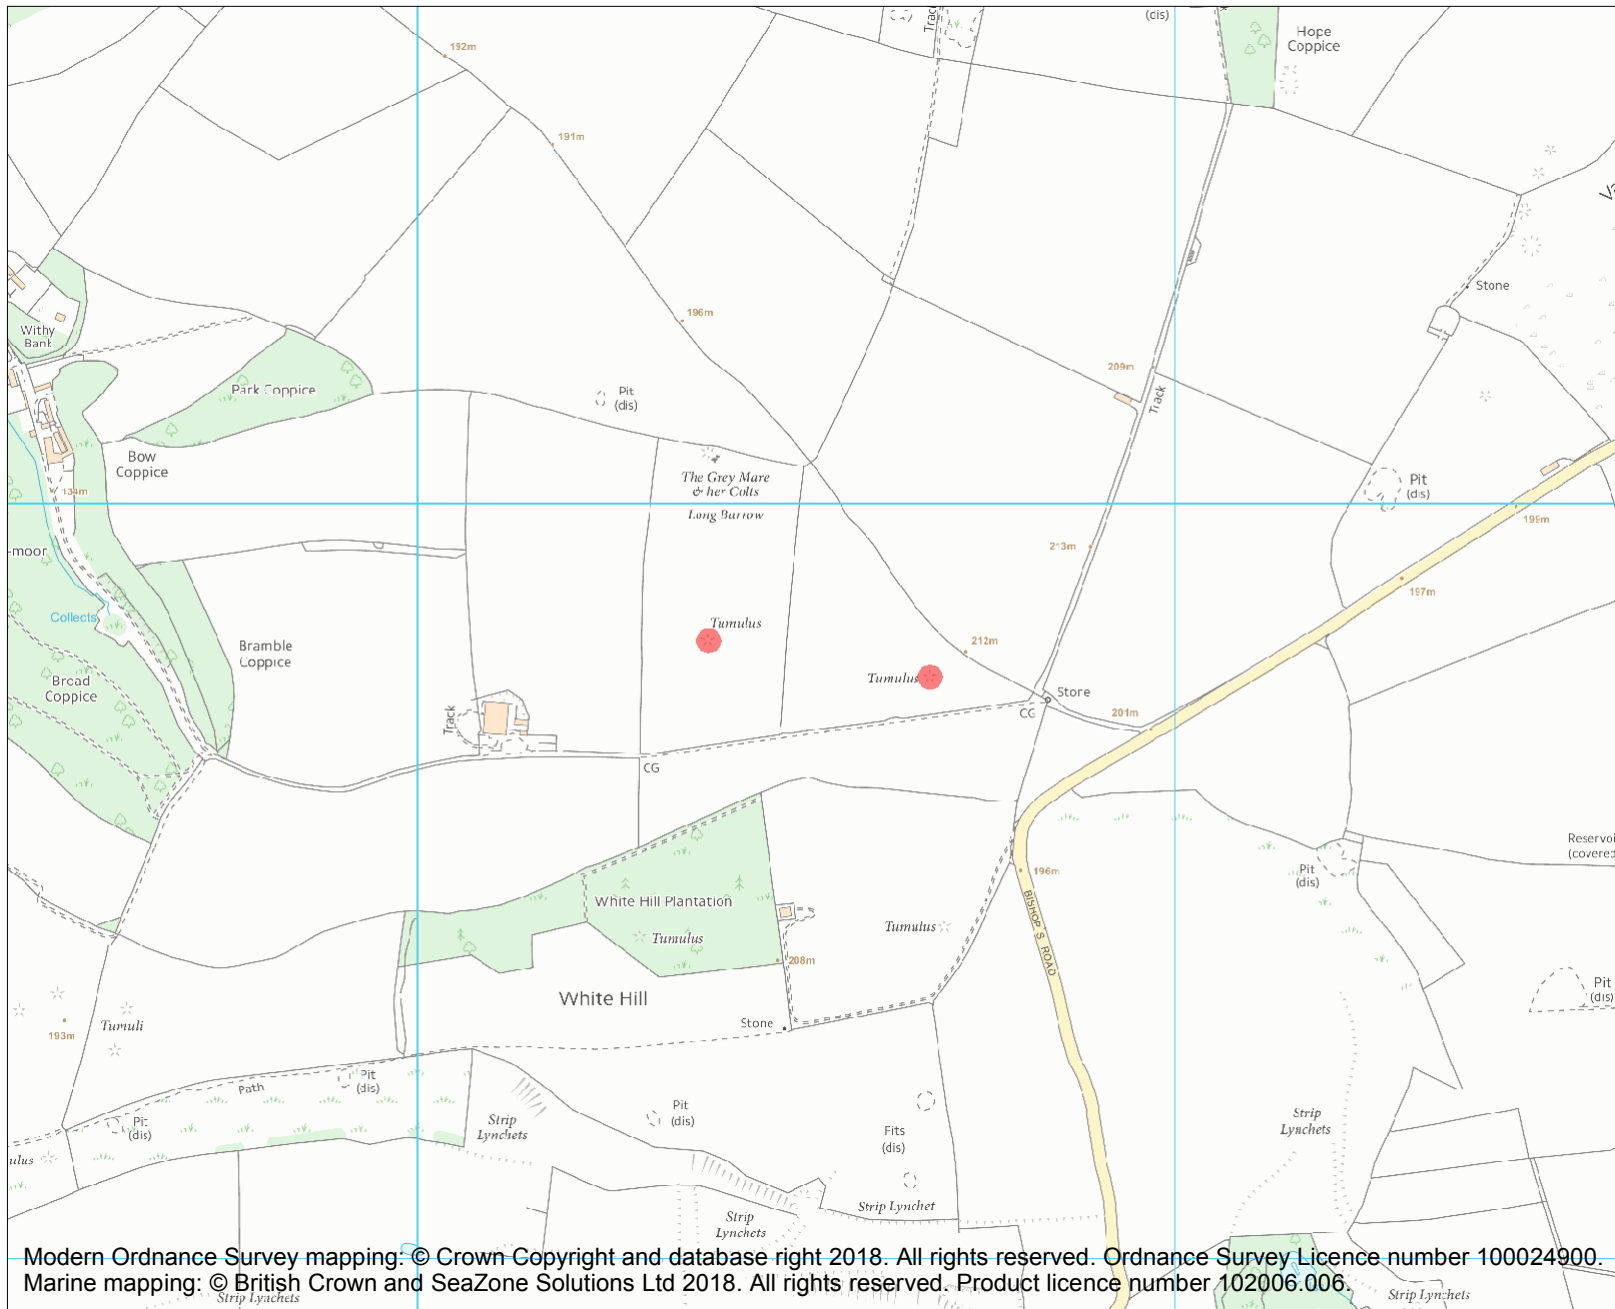 Track
(dis)
Hope
Coppice
192m
191m
Stone
Withy
Bank
196m
209m
Track
Park Coppice
Pit
(dis)
Bow
Coppice
The Grey Mare
& her Colts
Long Barrow
Pit
(dis)
134m
199m
-moor
213m
197m
Collects
Tumulus
Bramble
Coppice
212m
Broad
Coppice
Tumulus
Store
CG
201m
Track
CG
Reservoi
(covered
196m
Pit
(dis)
White Hill Plantation
BISHOP'S ROAD
Tumulus
Tumulus
208m
White Hill
Pit
(dis)
Stone
Tumuli
193m
Path
Pit
(dis)
Pit
(dis)
Pit
(dis)
Strip
Lynchets
Fits
(dis)
Strip
Lynchets
ulus
Strip Lynchet
Strip
Lynchets
Modern Ordnance Survey mapping: © Crown Copyright and database right 2018. All rights reserved. Ordnance Survey Licence number 100024900.
Marine mapping: © British Crown and SeaZone Solutions Ltd 2018. All rights reserved. Product licence number 102006.006.
Strip Lynchets
Strip Lynchets